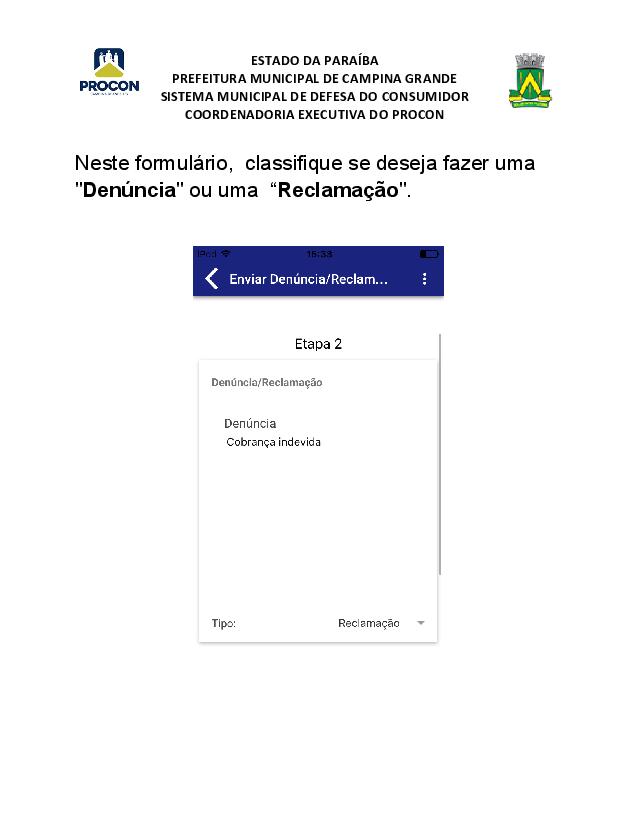 PROCON
ESTADO DA PARAÍBA
PREFEITURA MUNICIPAL DE CAMPINA GRANDE
SISTEMA MUNICIPAL DE DEFESA DO CONSUMIDOR
COORDENADORIA EXECUTIVA DO PROCON
Neste formulário, classifique se deseja fazer uma
"Denúncia" ou uma “Reclamação".
iPod 15:33
Enviar Denúncia/Reclam...
Etapa 2
Denúncia/Reclamação
Denúncia
Cobrança indevida
Tipo: Reclamação